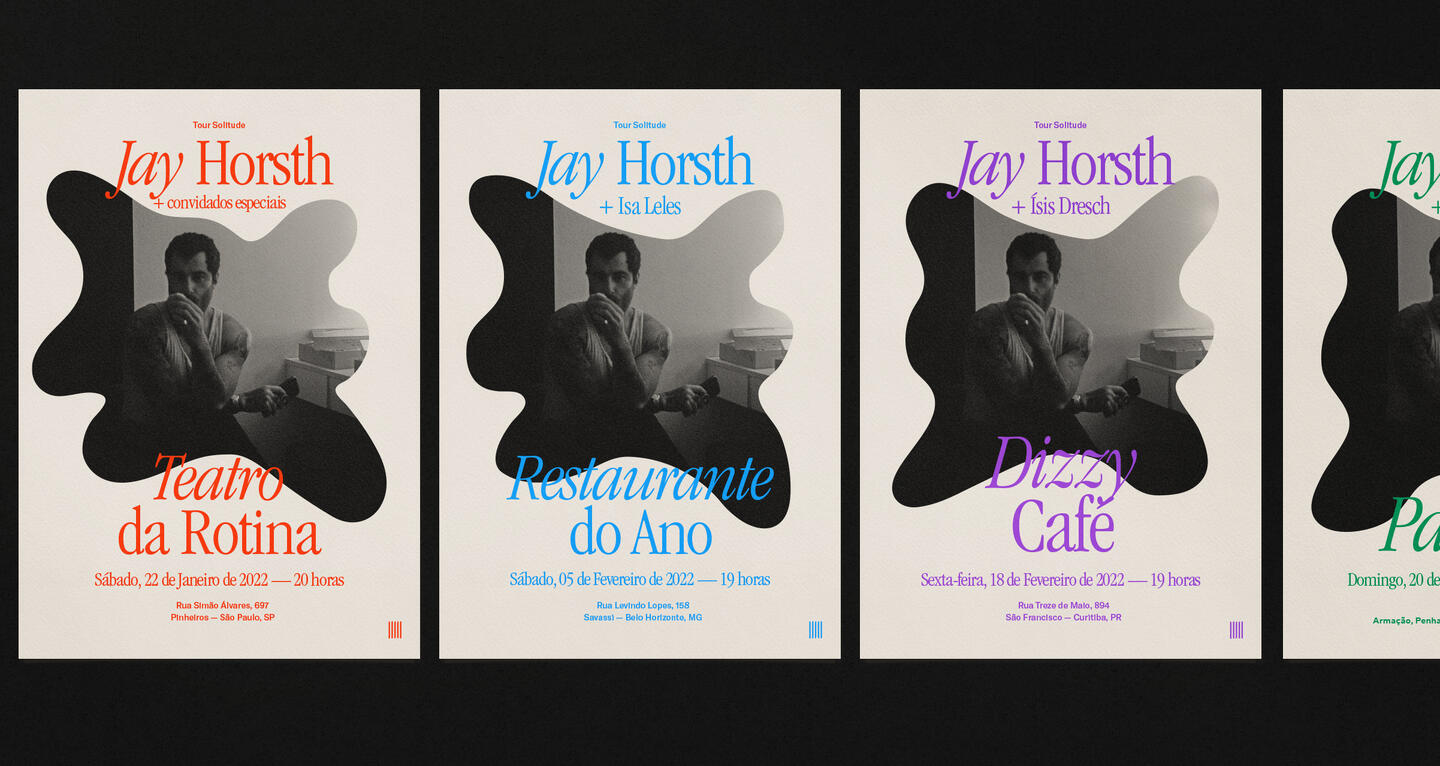 Tour Solitude
Jay Horsth
+ convidados especiais
Teatro
da Rotina
Sábado, 22 de Janeiro de 2022 — 20 horas
Rua Simão Álvares, 697
Pinheiros — São Paulo, SP
Tour Solitude
Jay Horsth
+ Isa Leles
Restaurante
do Ano
Sábado, 05 de Fevereiro de 2022 — 19 horas
Rua Levindo Lopes, 158
Savassi — Belo Horizonte, MG
Tour Solitude
Jay Horsth
+ Ísis Dresch
Dizzy
Café
Sexta-feira, 18 de Fevereiro de 2022 — 19 horas
Rua Treze de Maio, 894
São Francisco — Curitiba, PR
Jay
+
Domingo, 20 de
Armação,